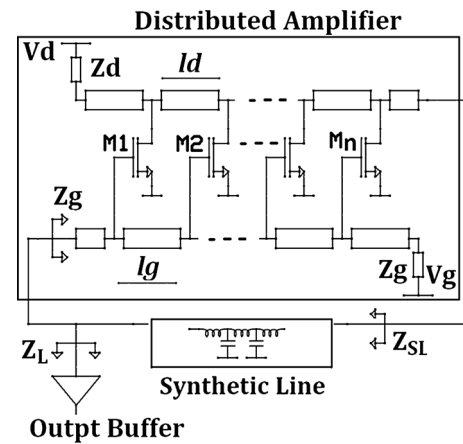 Distributed Amplifier
Vd
Zd
ld
M1
M2
Mn
Zg
lg
Zg
Vg
ZL
ZSL
Synthetic Line
Outpt Buffer